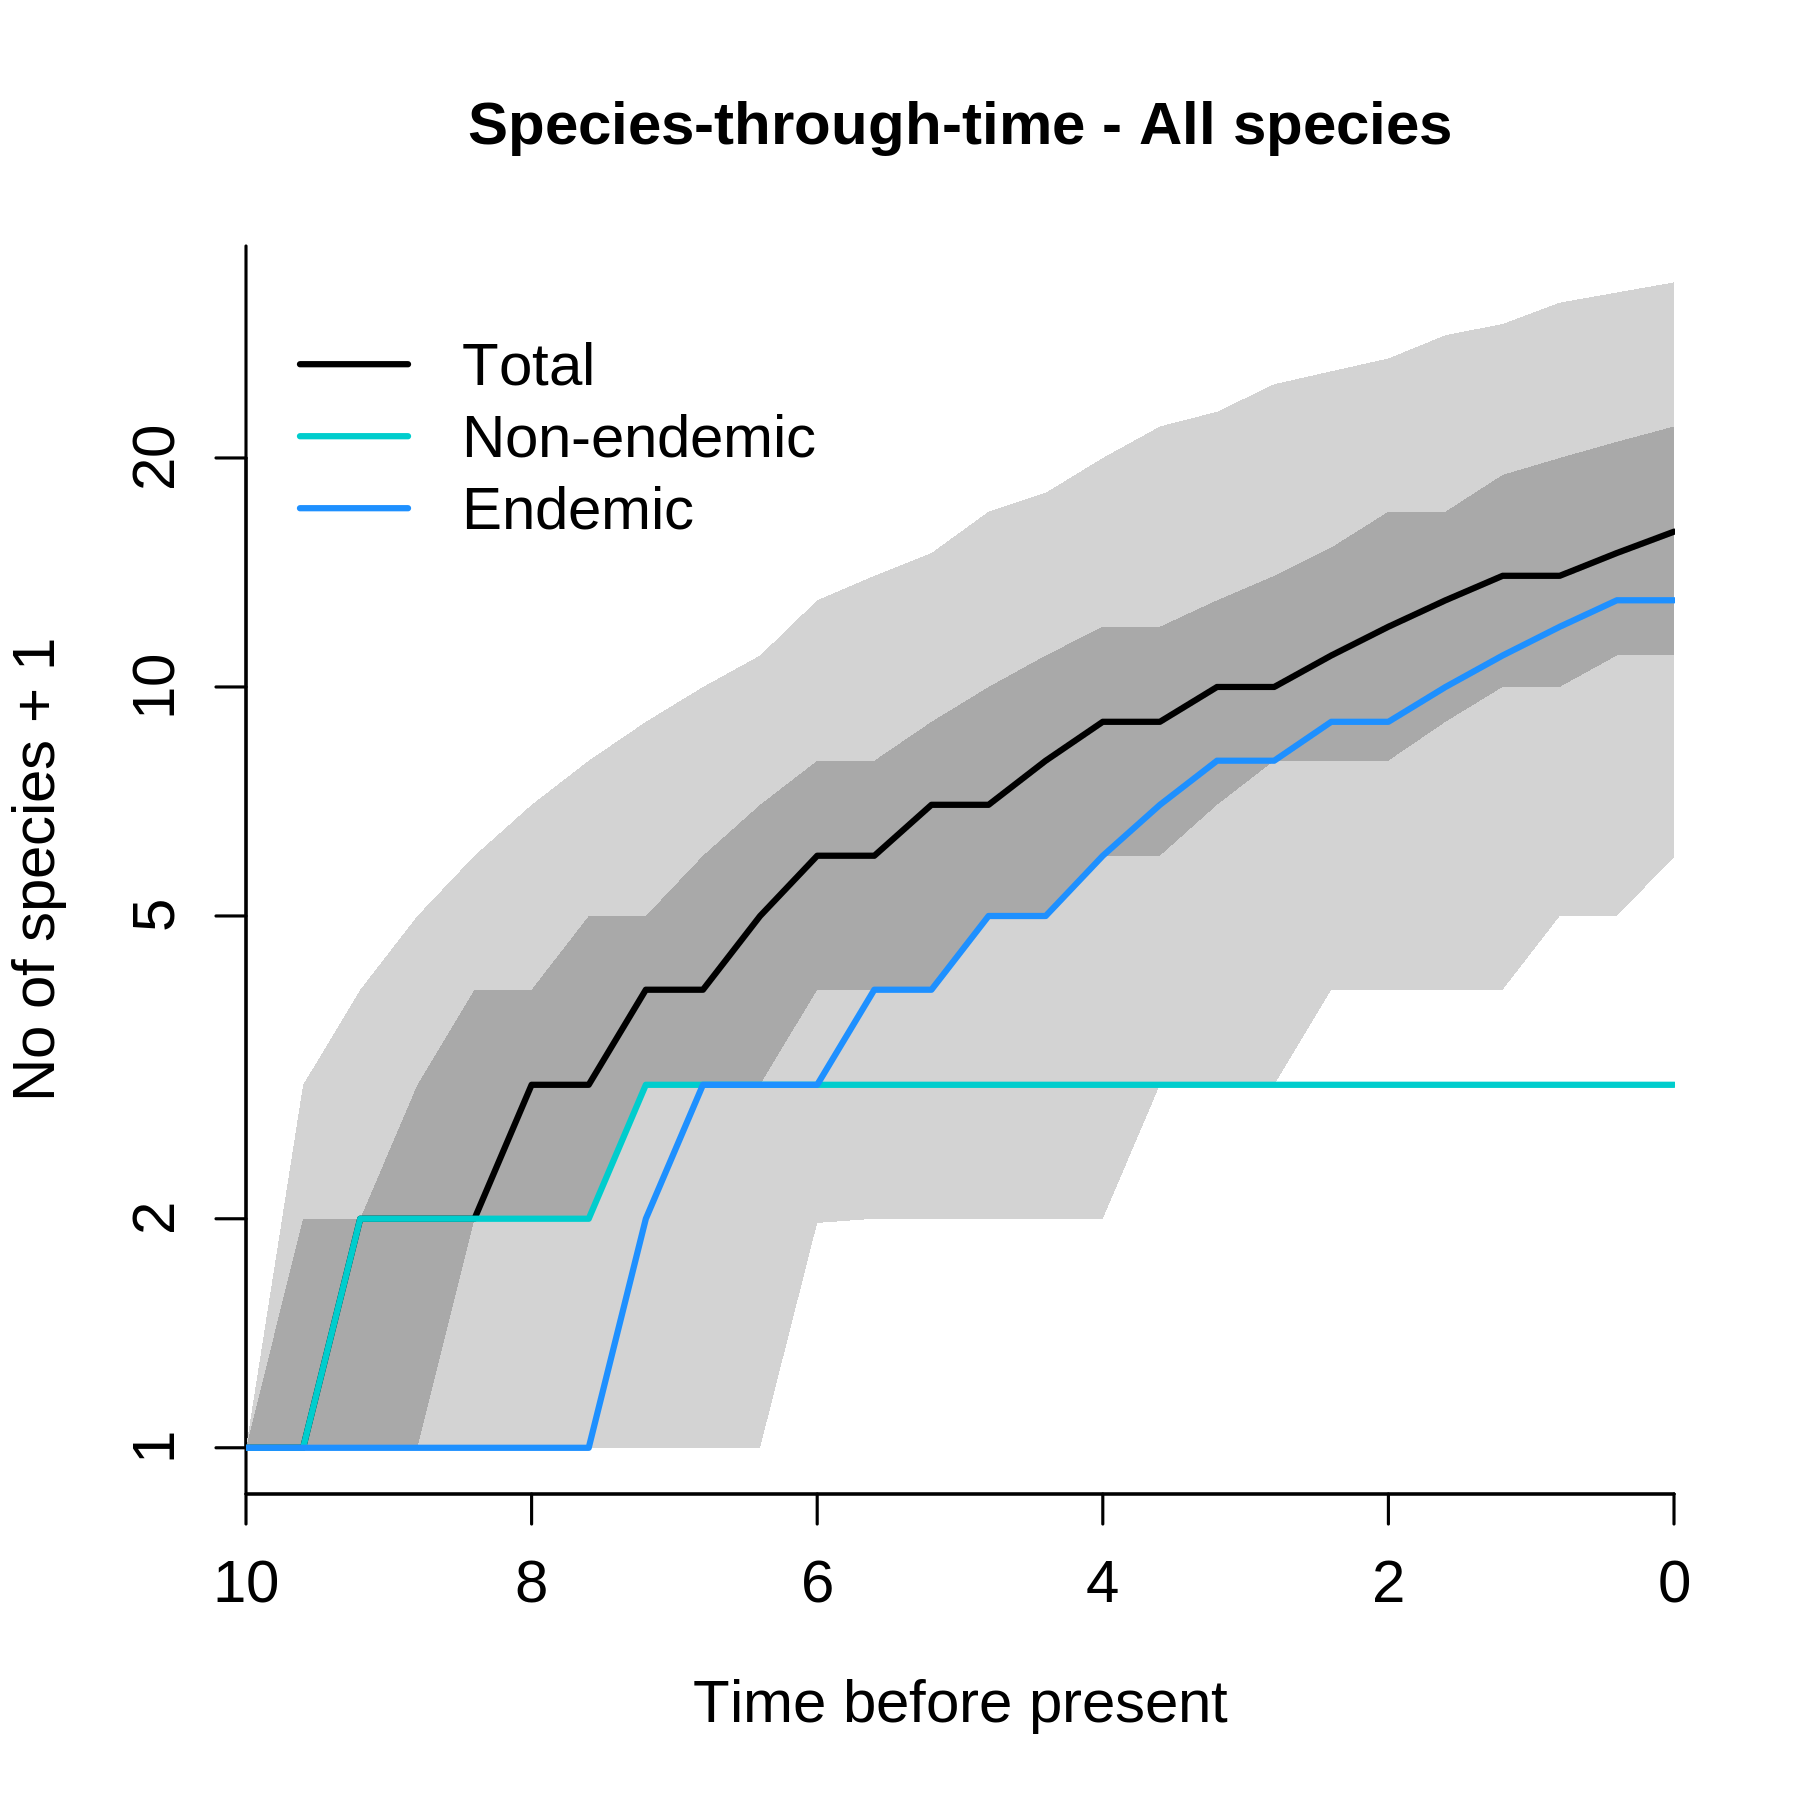 Species-through-time - All species
Total
Non-endemic
Endemic
No of species + 1
20
10
5
2
1
10 8 6 4 2 0
Time before present